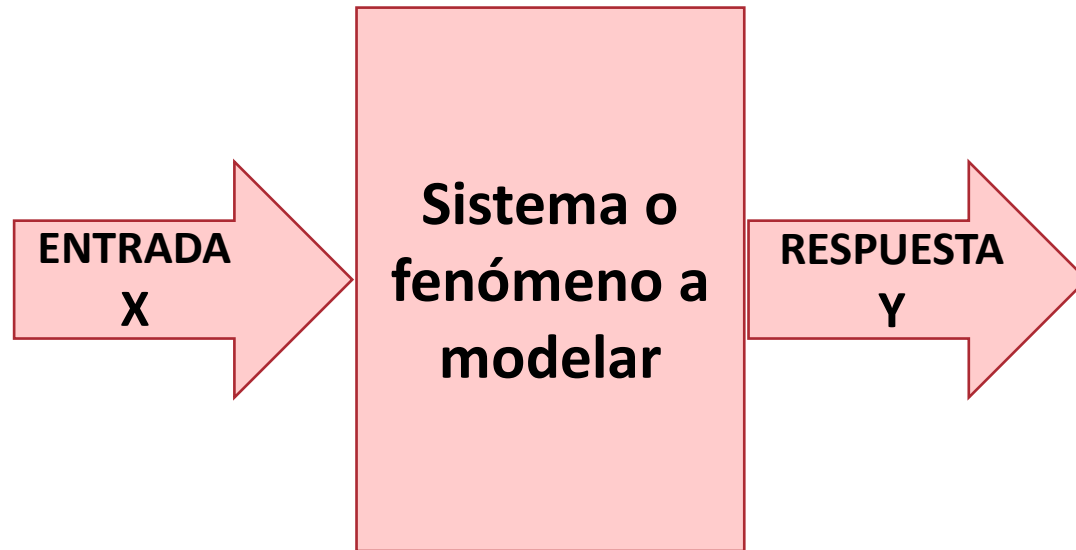 ENTRADA
X
Sistema o
fenómeno a
modelar
RESPUESTA
Y